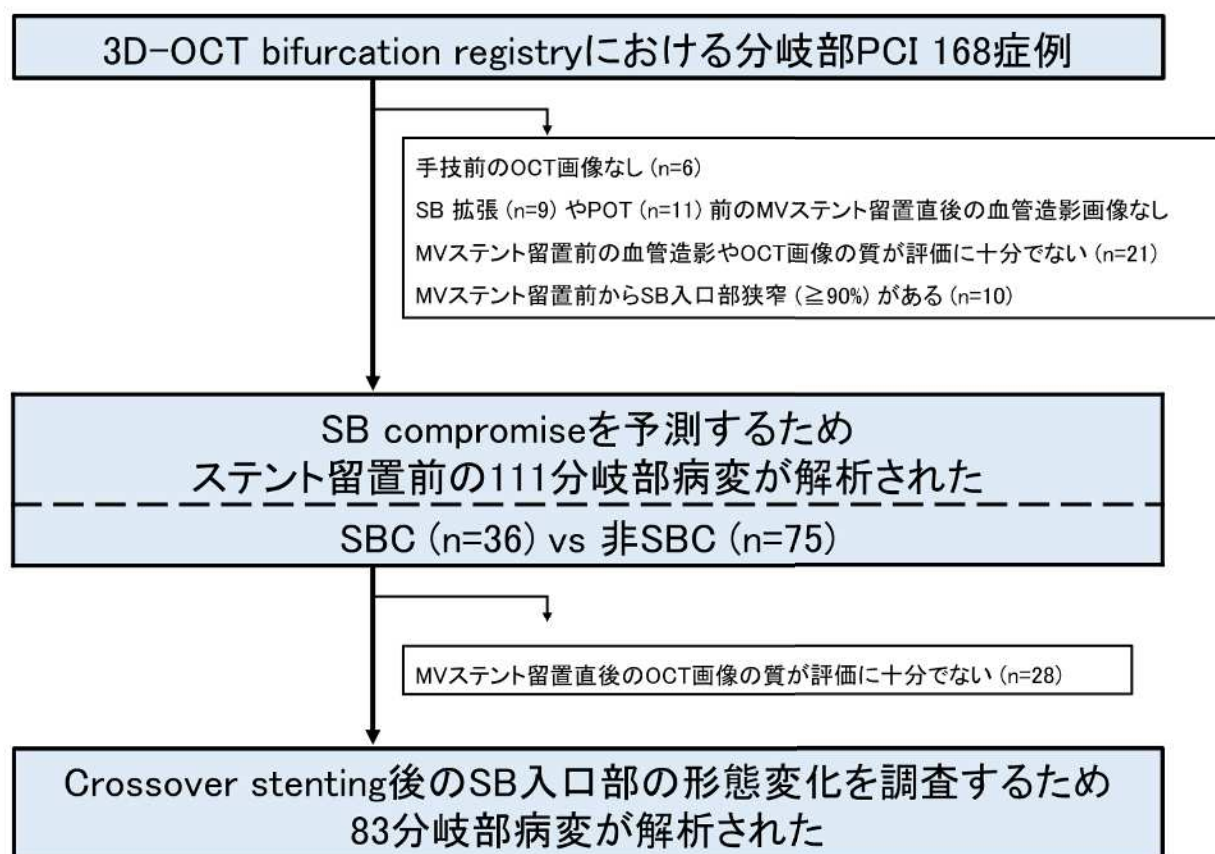 3D-OCT bifurcation registryにおける分岐部PCI 168症例
手技前のOCT画像なし (n=6)
SB 拡張 (n=9) やPOT (n=11) 前のMVステント留置直後の血管造影画像なし
MVステント留置前の血管造影やOCT画像の質が評価に十分でない (n=21)
MVステント留置前からSB入口部狭窄 (≧90%) がある (n=10)
SB compromiseを予測するため
ステント留置前の111分岐部病変が解析された
SBC (n=36) vs 非SBC (n=75)
MVステント留置直後のOCT画像の質が評価に十分でない (n=28)
Crossover stenting後のSB入口部の形態変化を調査するため
83分岐部病変が解析された